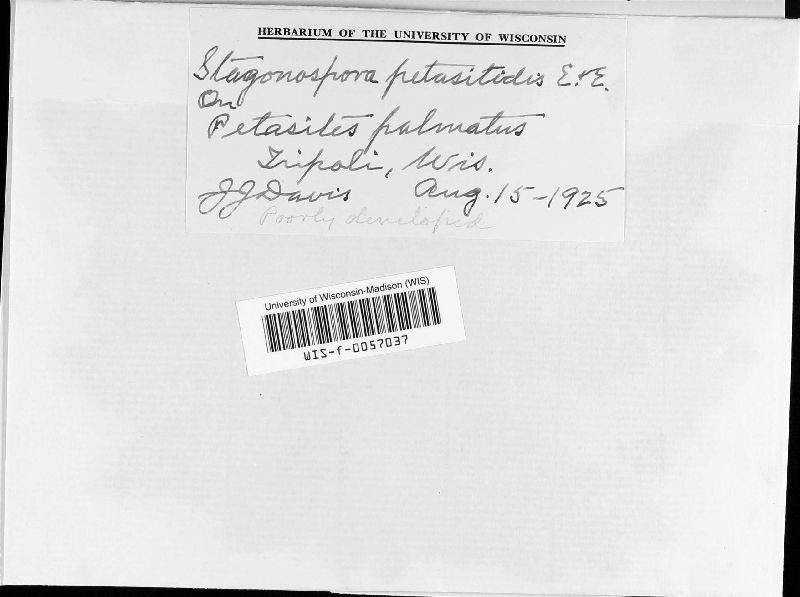 HERBARIUM OF THE UNIVERSITY OF WISCONSIN
Stagonospora petasitidis E.&E.
On
Petasites palmatus
Tripoli, Wis.
JJ Davis Aug. 15-1925
Poorly developed
University of Wisconsin-Madison (WIS)
WIS-f-0057037